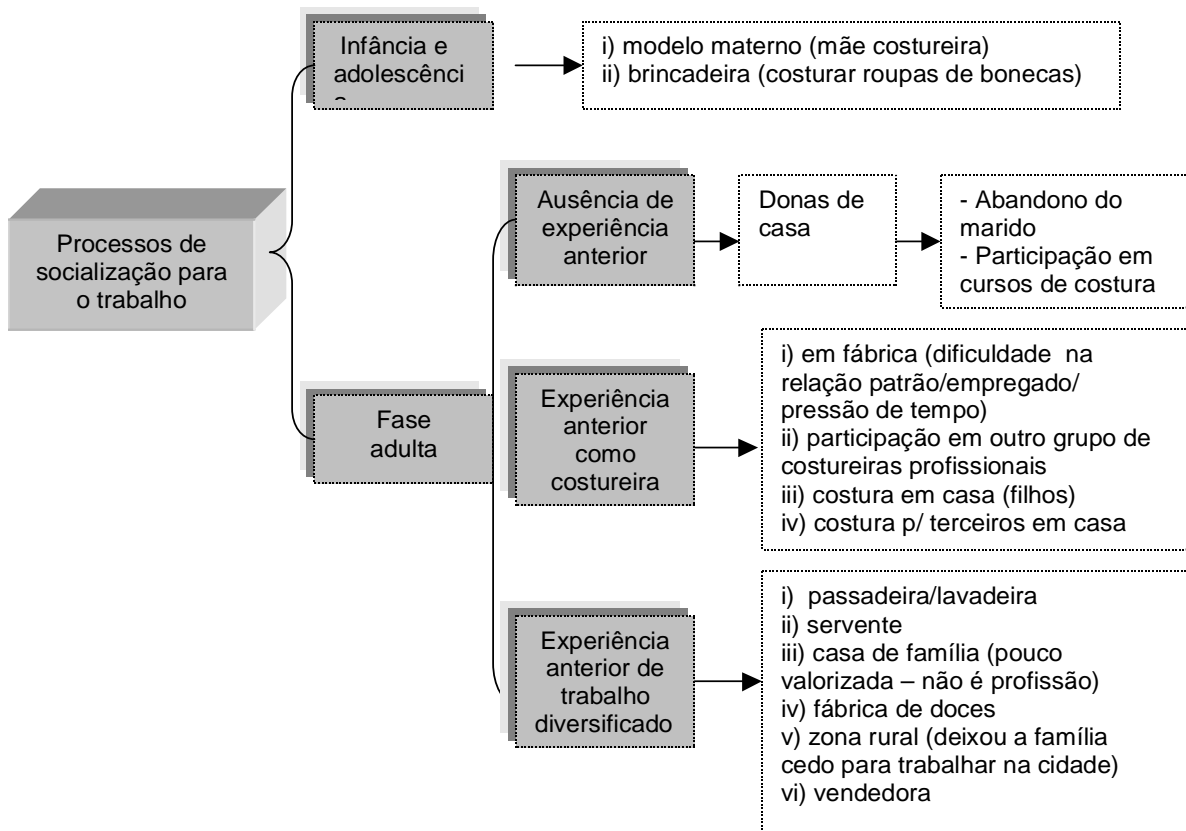 Infância e
adolescênci
i) modelo materno (mãe costureira)
ii) brincadeira (costurar roupas de bonecas)
Processos de
socialização para
o trabalho
Ausência de
experiência
anterior
Donas de
casa
- Abandono do
marido
- Participação em
cursos de costura
Fase
adulta
Experiência
anterior
como
costureira
i) em fábrica (dificuldade na
relação patrão/empregado/
pressão de tempo)
ii) participação em outro grupo de
costureiras profissionais
iii) costura em casa (filhos)
iv) costura p/ terceiros em casa
Experiência
anterior de
trabalho
diversificado
i) passadeira/lavadeira
ii) servente
iii) casa de família (pouco
valorizada – não é profissão)
iv) fábrica de doces
v) zona rural (deixou a família
cedo para trabalhar na cidade)
vi) vendedora